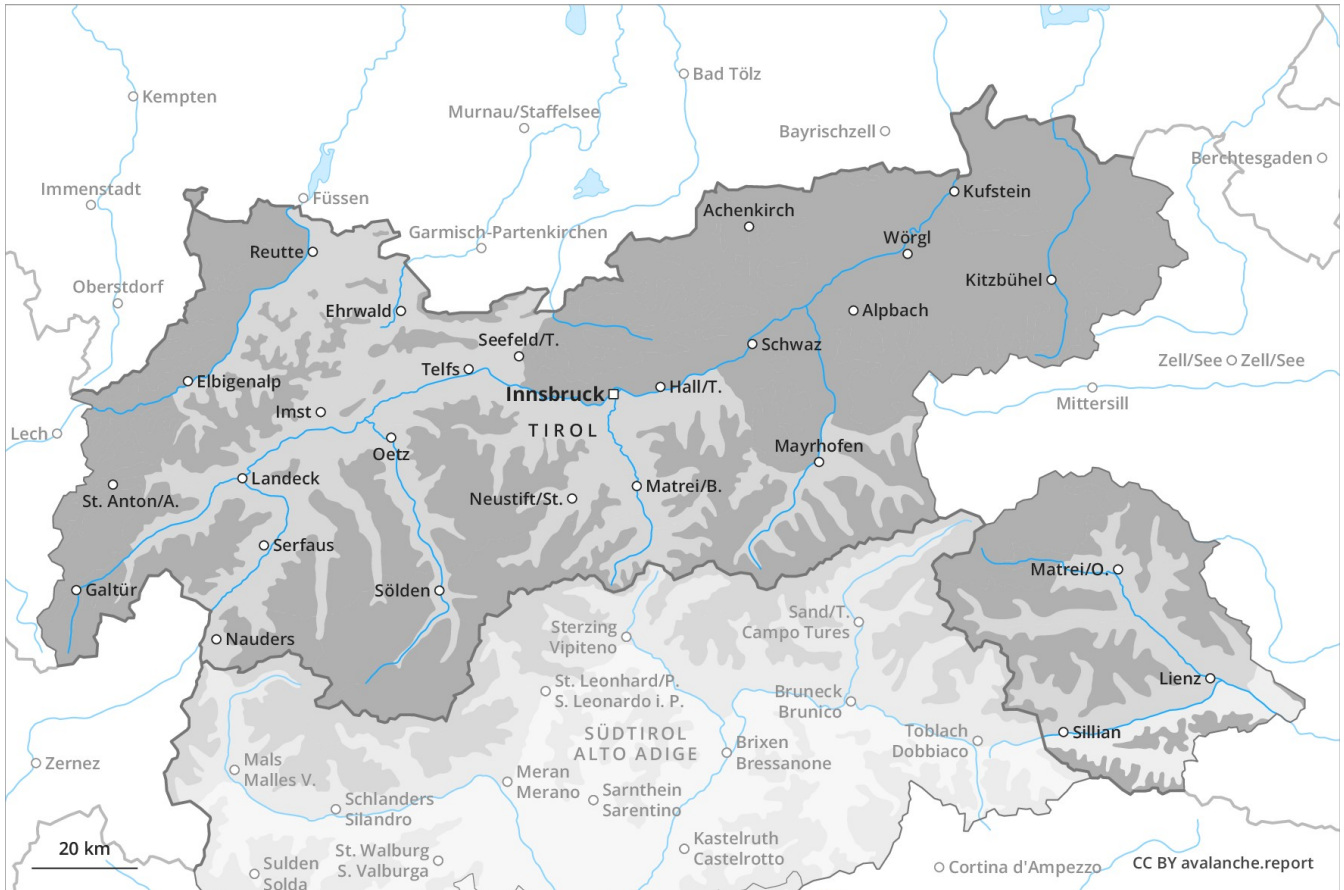 Bad Tölz
Kempten
Murnau/Staffelsee
Bayrischzell
Berchtesgaden
Immenstadt
Füssen
Kufstein
Achenkirch
Garmisch-Partenkirchen
Wörgl
Reutte
Kitzbühel
Oberstdorf
Ehrwald
Alpbach
Seefeld/T.
Schwaz
Zell/See
Zell/See
Telfs
Elbigenalp
Hall/T.
Innsbruck
Mittersill
Imst
TIROL
Lech
Oetz
Mayrhofen
Landeck
St. Anton/A.
Neustift/St.
Matrei/B.
Serfaus
Matrei/O.
Galtür
Sölden
Sand/T.
Campo Tures
Nauders
Sterzing
Vipiteno
Lienz
St. Leonhard/P.
S. Leonardo i. P.
Bruneck
Brunico
SÜDTIROL
ALTO ADIGE
Toblach
Dobbiaco
Sillian
Brixen
Bressanone
Zernez
Mals
Malles V.
Meran
Merano
Sarnthein
Sarentino
Schlanders
Silandro
20 km
St. Walburg
S. Valburga
Kastelruth
Castelrotto
Sulden
Solda
Cortina d'Ampezzo
CC BY avalanche.report